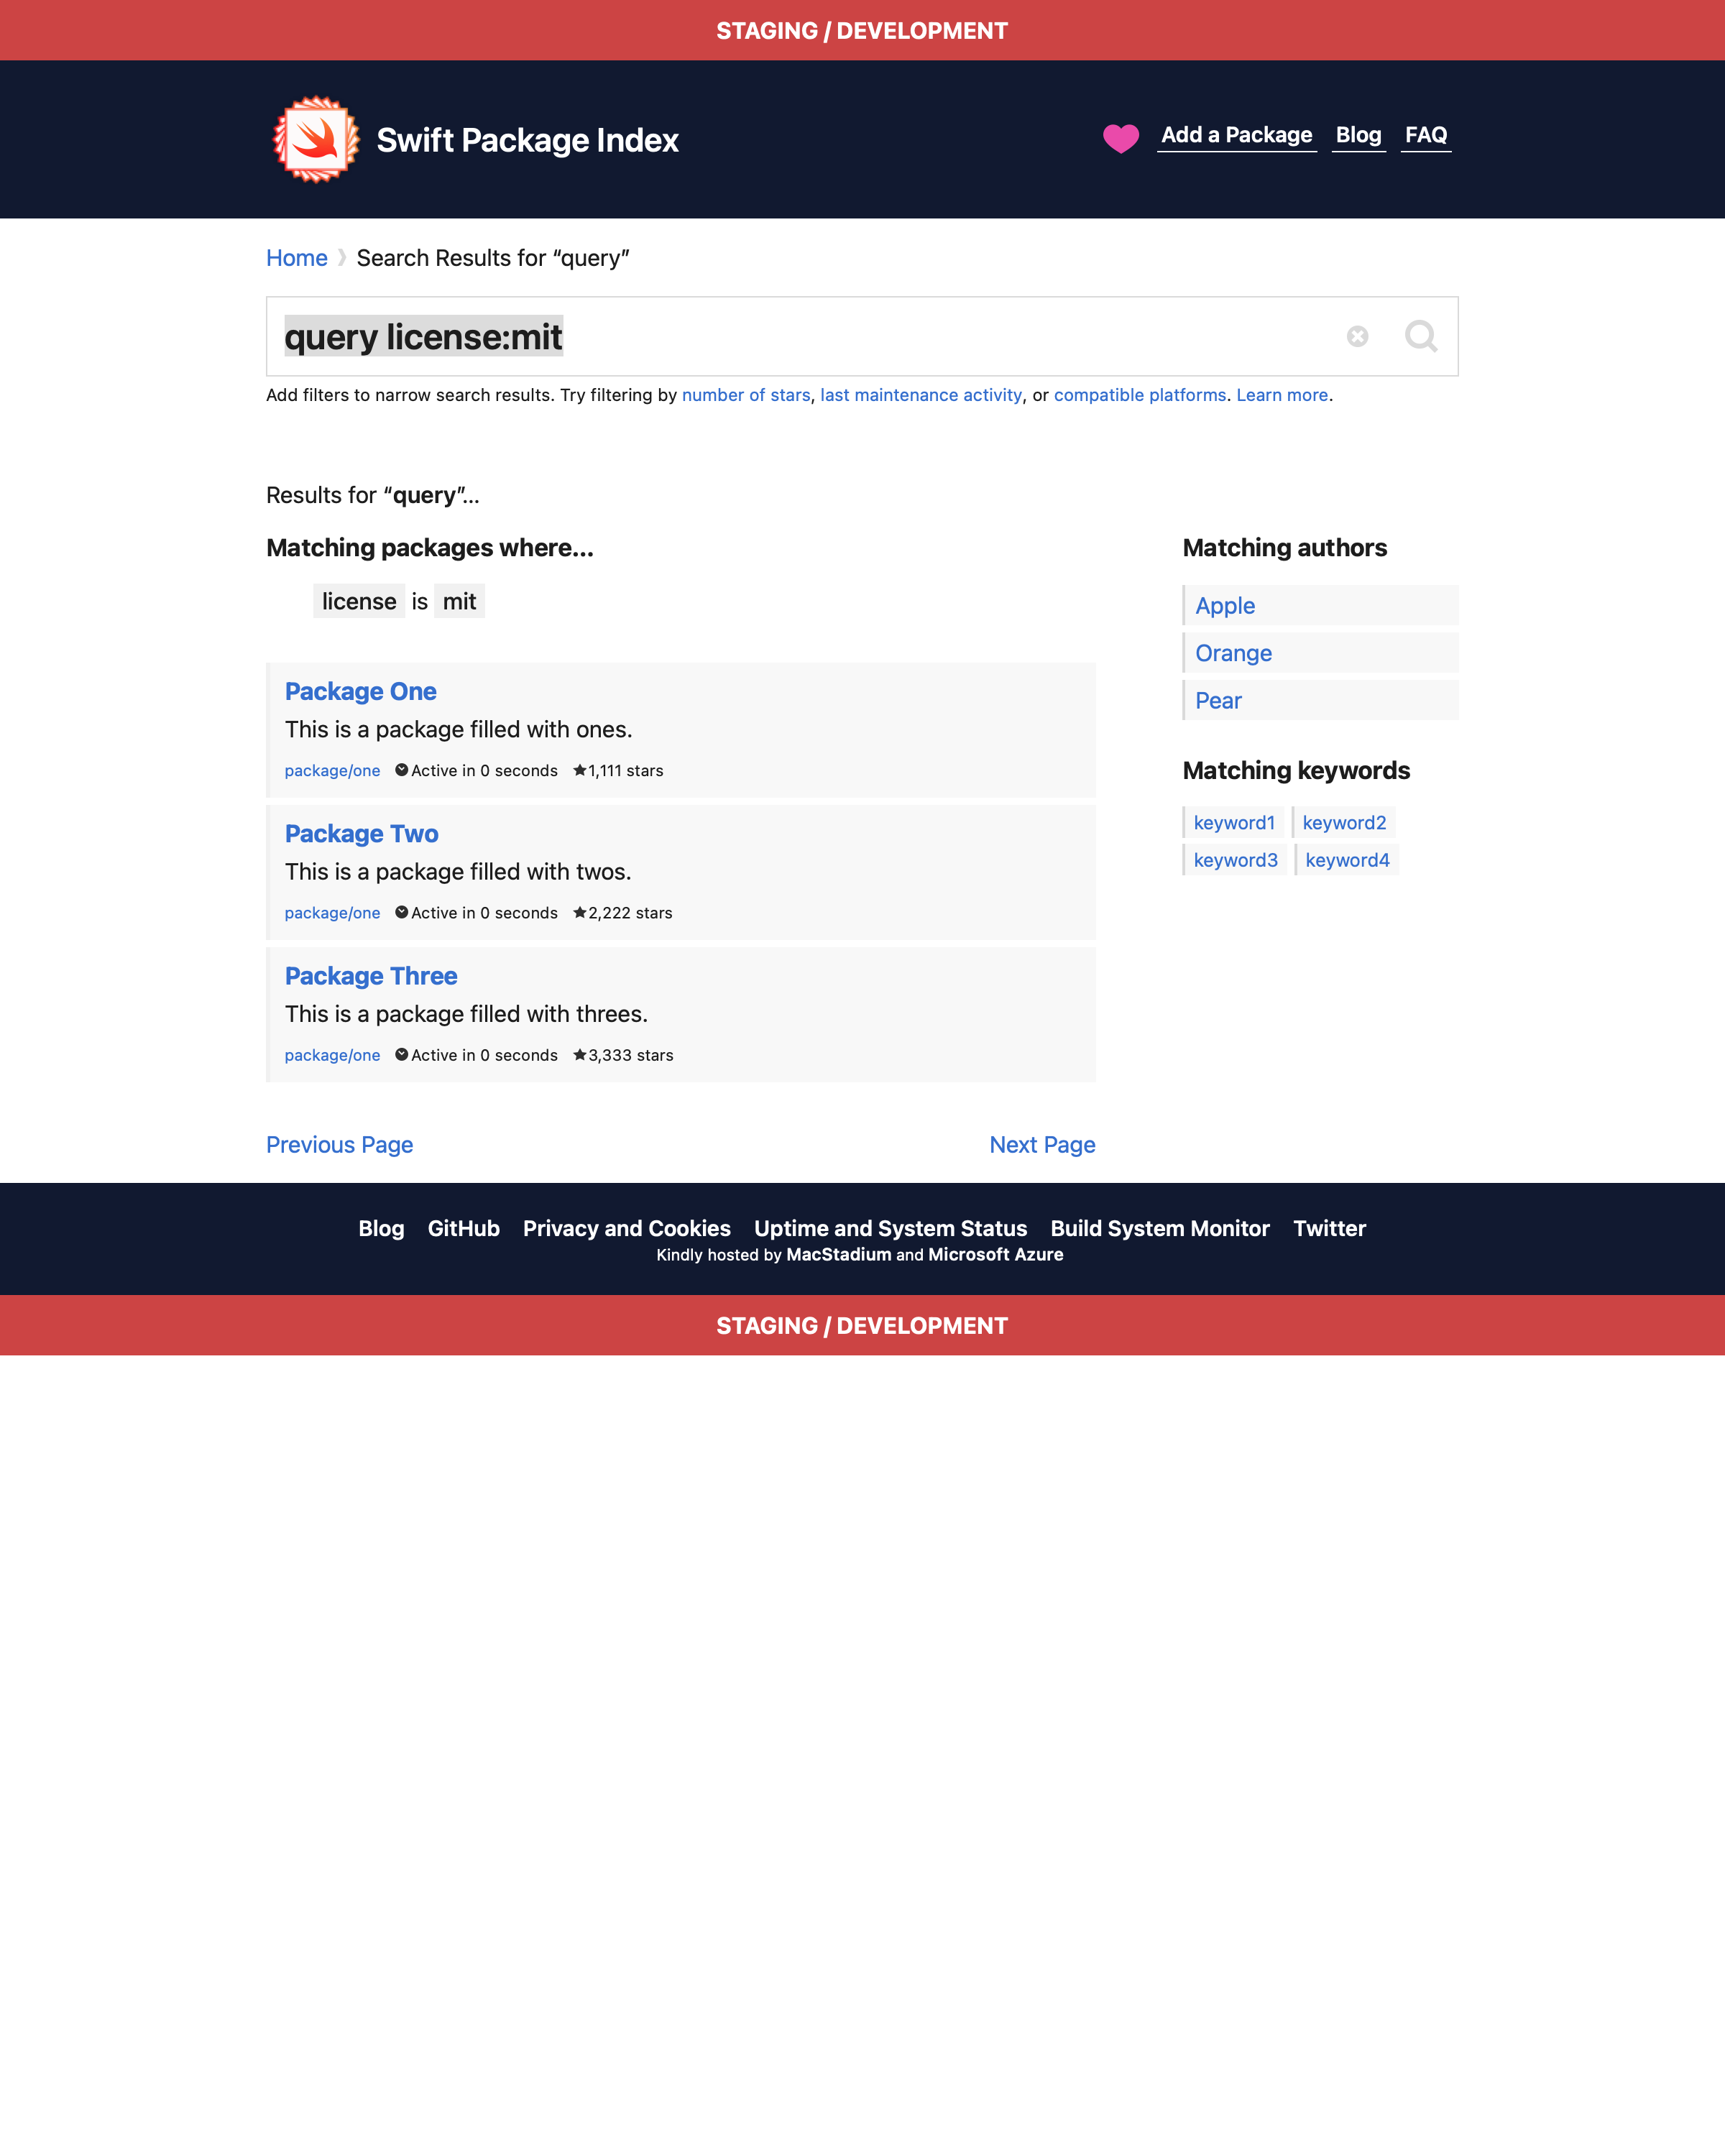 STAGING / DEVELOPMENT
Swift Package Index
Add a Package Blog FAQ
Home Search Results for “query”
query license:mit
Add filters to narrow search results. Try filtering by number of stars, last maintenance activity, or compatible platforms. Learn more.
Results for “query”…
Matching packages where…
license is mit
Package One
This is a package filled with ones.
package/one Active in 0 seconds 1,111 stars
Package Two
This is a package filled with twos.
package/one Active in 0 seconds 2,222 stars
Package Three
This is a package filled with threes.
package/one Active in 0 seconds 3,333 stars
Previous Page Next Page
Matching authors
Apple
Orange
Pear
Matching keywords
keyword1 keyword2
keyword3 keyword4
Blog GitHub Privacy and Cookies Uptime and System Status Build System Monitor Twitter
Kindly hosted by MacStadium and Microsoft Azure
STAGING / DEVELOPMENT